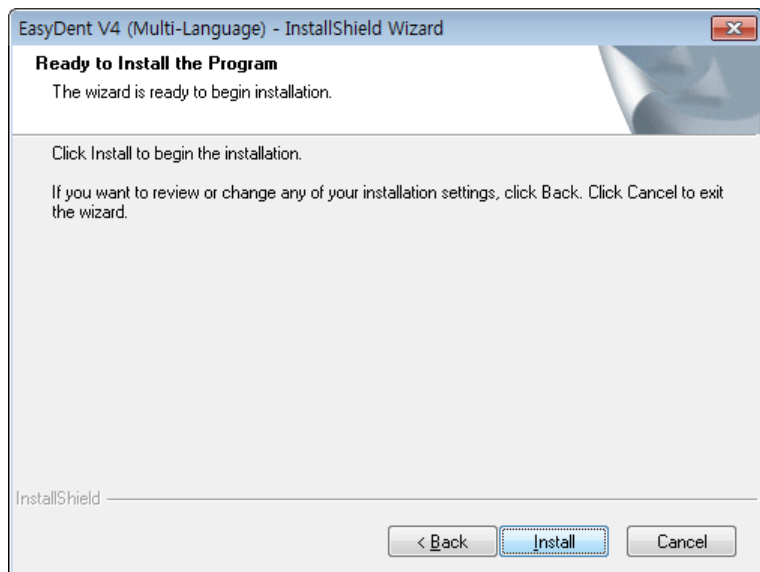 EasyDent V4 (Multi-Language) - InstallShield Wizard
Ready to Install the Program
The wizard is ready to begin installation.
Click Install to begin the installation.
If you want to review or change any of your installation settings, click Back. Click Cancel to exit
the wizard.
InstallShield
< Back Install Cancel